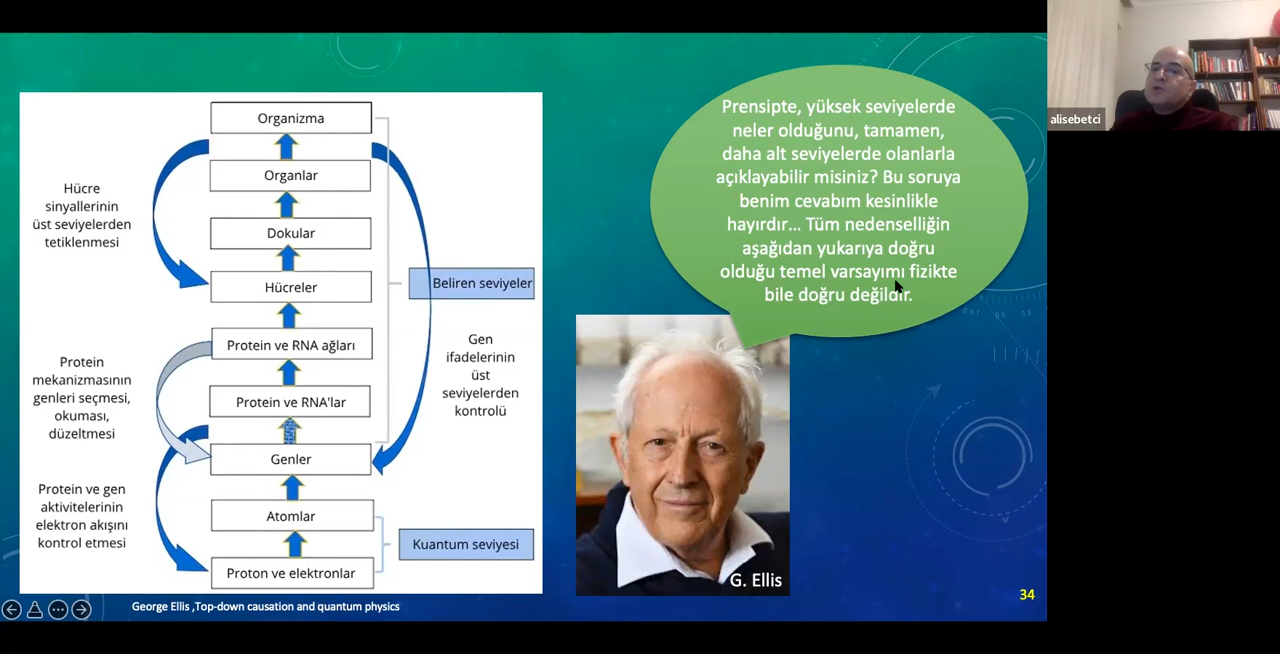 Organizma
Organlar
Dokular
Hücreler
Protein ve RNA ağları
Protein ve RNA'lar
Genler
Atomlar
Proton ve elektronlar
Hücre
sinyallerinin
üst seviyelerden
tetiklenmesi
Protein
mekanizmasının
genleri seçmesi,
okuması,
düzeltmesi
Protein ve gen
aktivitelerinin
elektron akışını
kontrol etmesi
Beliren seviyeler
Gen
ifadelerinin
üst
seviyelerden
kontrolü
Kuantum seviyesi
Prensipte, yüksek seviyelerde
neler olduğunu, tamamen,
daha alt seviyelerde olanlarla
açıklayabilir misiniz? Bu soruya
benim cevabım kesinlikle
hayırdır... Tüm nedenselliğin
aşağıdan yukarıya doğru
olduğu temel varsayımı fizikte
bile doğru değildir.
G. Ellis
George Ellis ,Top-down causation and quantum physics
34
alisebetci